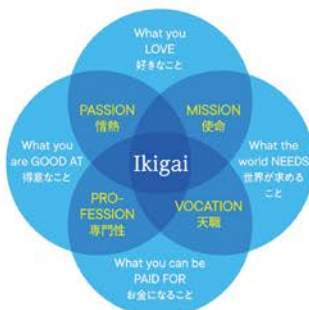 What you
LOVE
好きなこと
PASSION
情熱
MISSION
使命
What you
are GOOD AT
得意なこと
Ikigai
What the
world NEEDS
世界が求める
こと
PRO-
FESSION
専門性
VOCATION
天職
What you can be
PAID FOR
お金になること